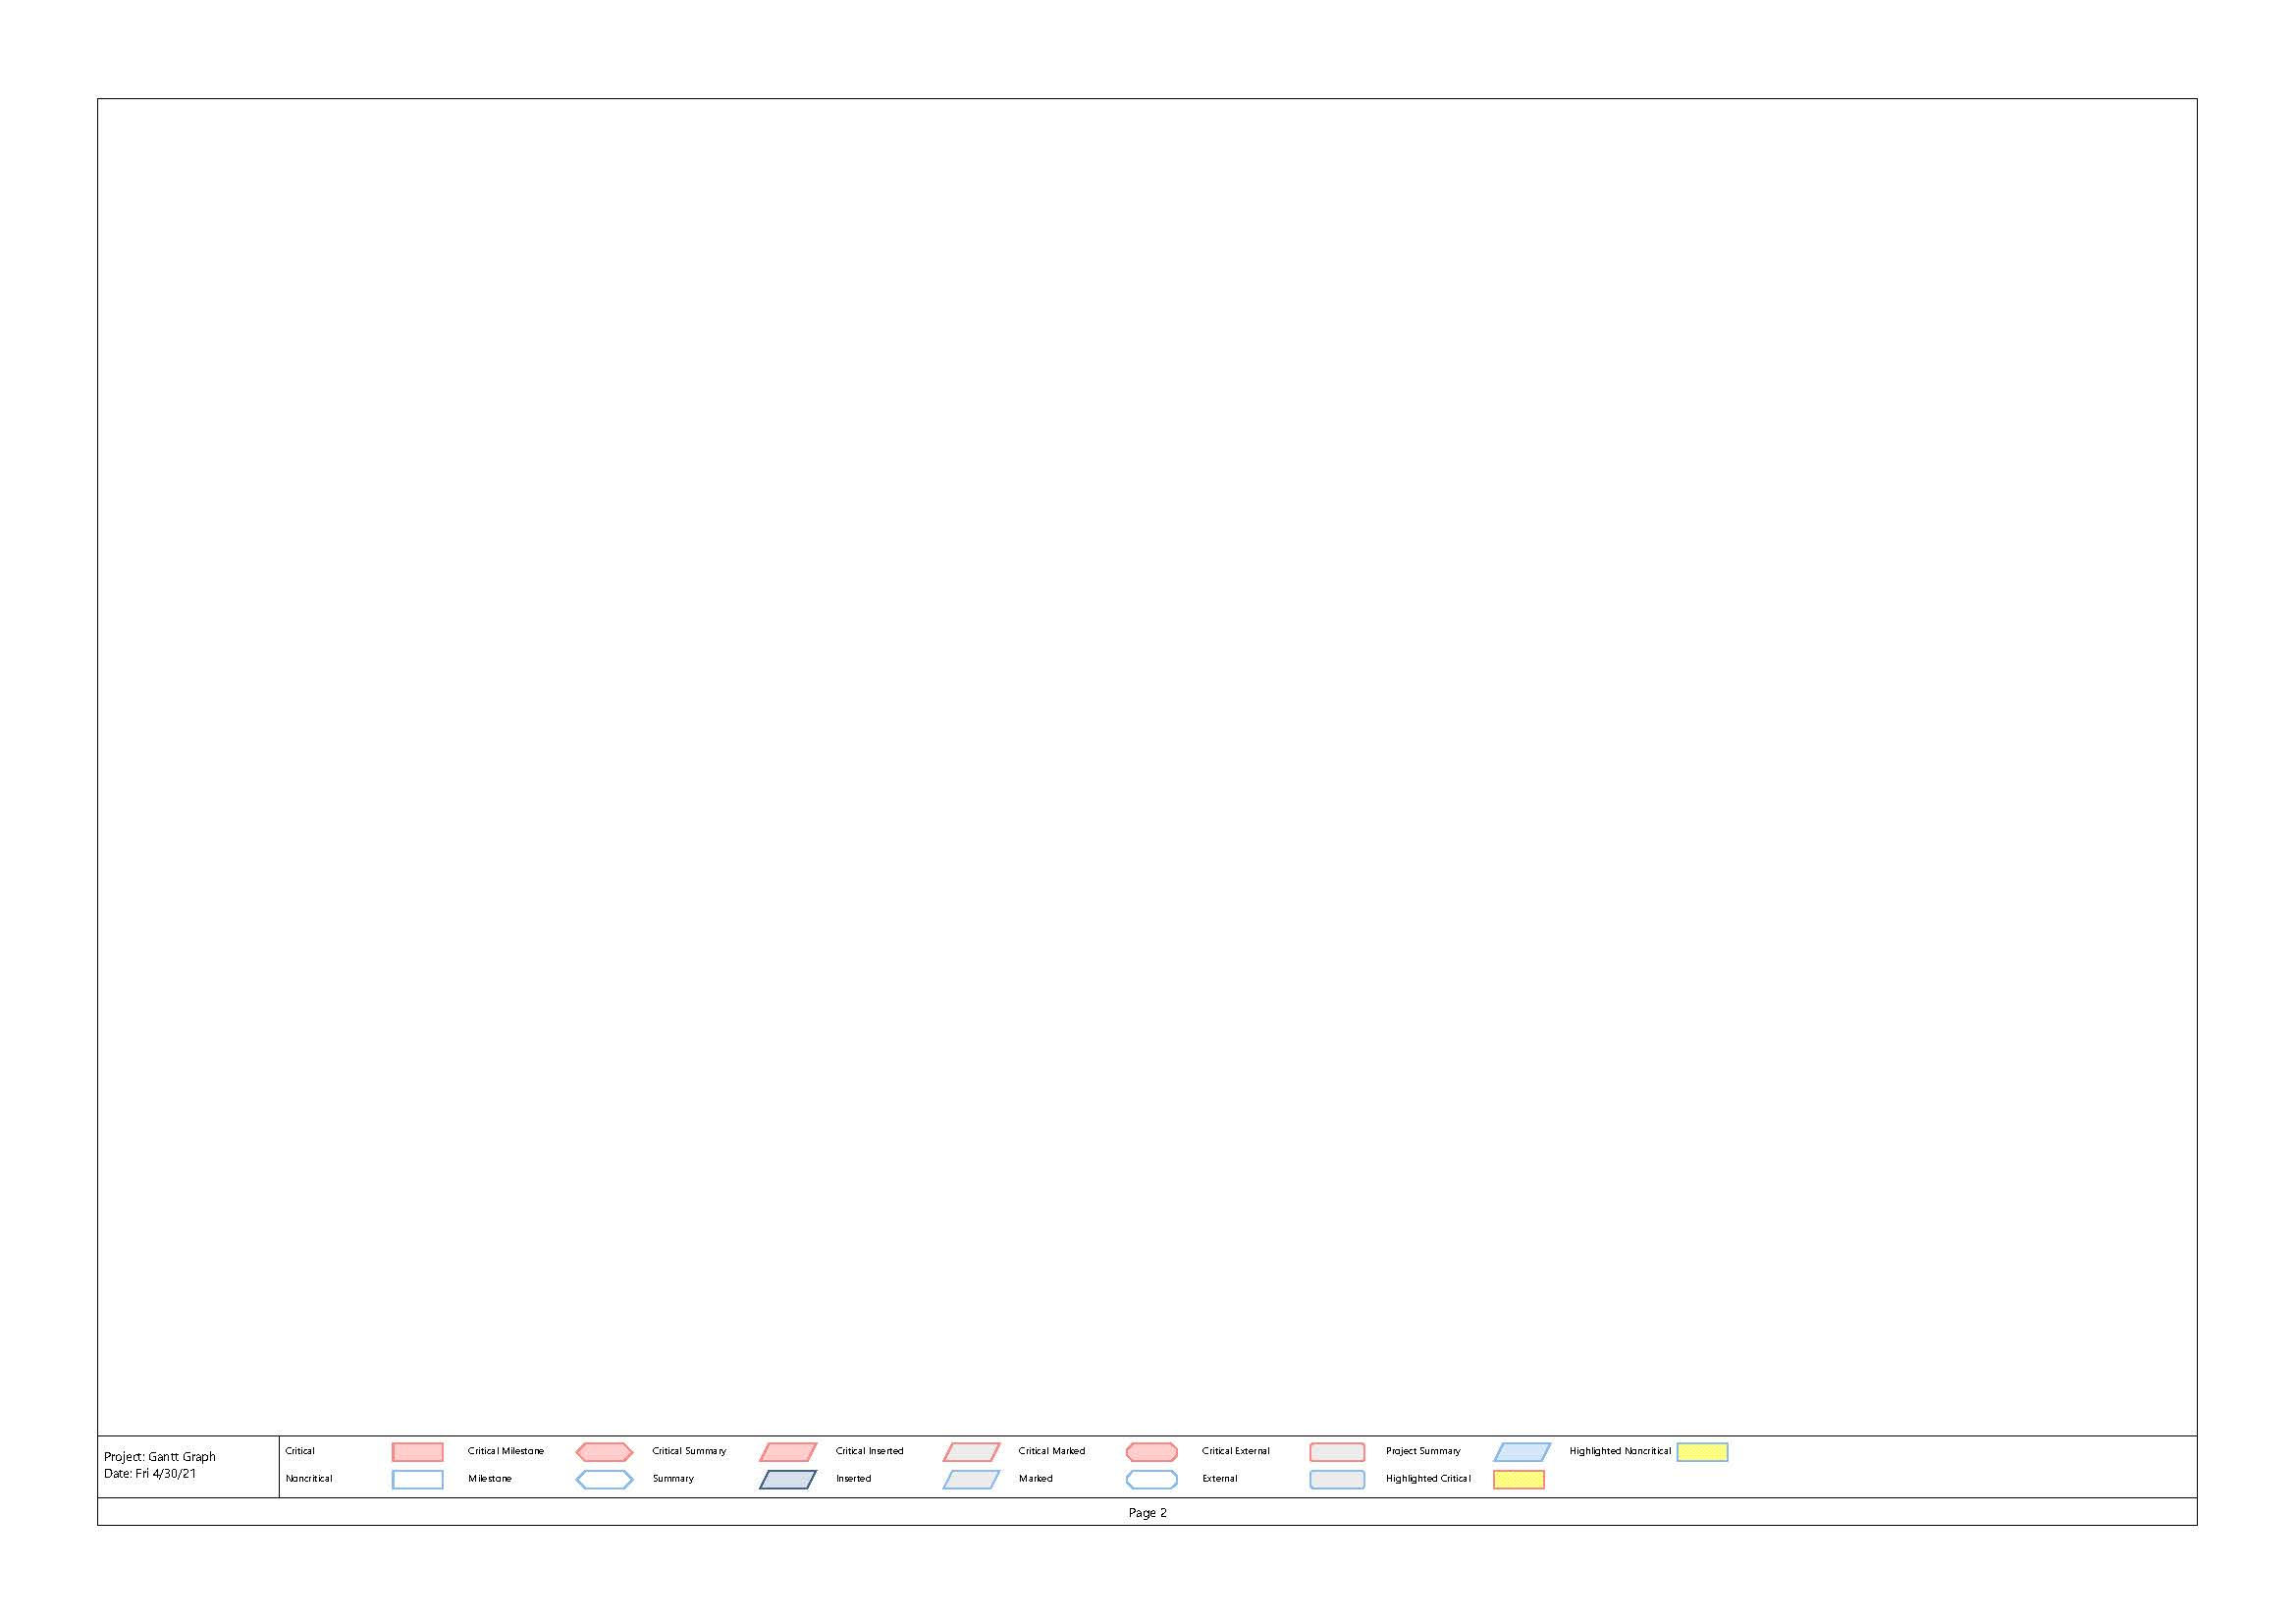 Project: Gantt Graph
Date: Fri 4/30/21
Critical Critical Milestone Critical Summary Critical Inserted Critical Marked Critical External Project Summary Highlighted Noncritical
Noncritical Milestone Summary Inserted Marked External Highlighted Critical
Page 2